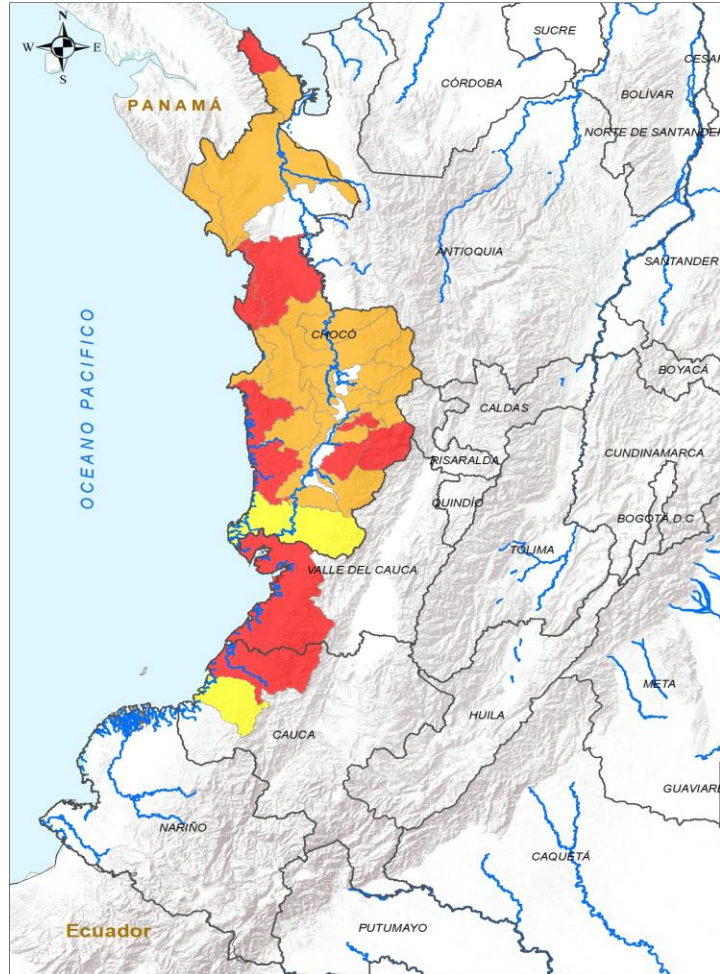 N
W E
S
SUCRE
CESAR
CÓRDOBA
BOLÍVAR
PANAMÁ
NORTE DE SANTANDER
ANTIOQUIA
SANTANDER
OCEANO PACIFICO
CHOCÓ
BOYACÁ
CALDAS
CUNDINAMARCA
RISARALDA
QUINDÍO
BOGOTÁ,D.C
TOLIMA
VALLE DEL CAUCA
META
HUILA
CAUCA
GUAVIARE
NARIÑO
CAQUETÁ
Ecuador
PUTUMAYO